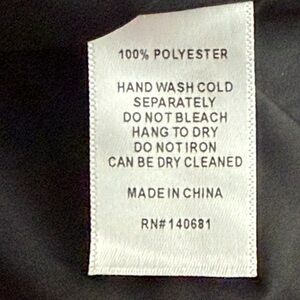 100% POLYESTER
HAND WASH COLD
SEPARATELY
DO NOT BLEACH
HANG TO DRY
DO NOT IRON
CAN BE DRY CLEANED
MADE IN CHINA
RN#140681